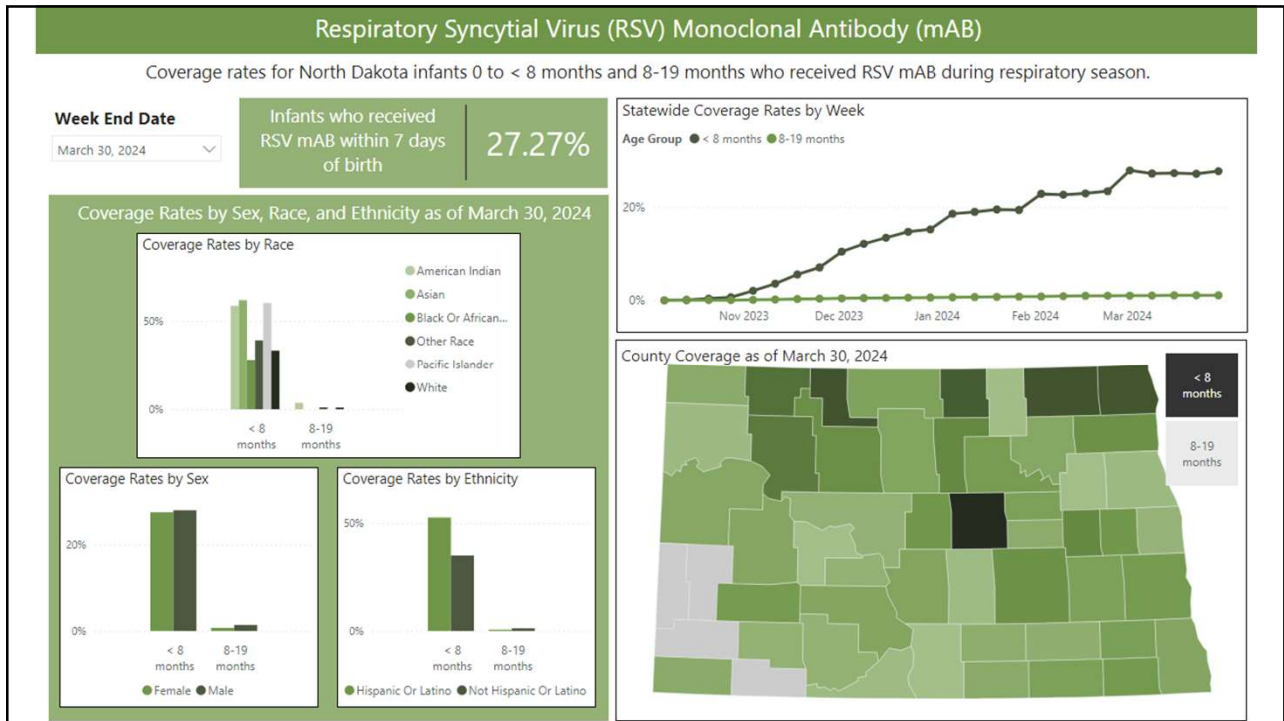 Respiratory Syncytial Virus (RSV) Monoclonal Antibody (mAB)
Coverage rates for North Dakota infants 0 to < 8 months and 8-19 months who received RSV mAB during respiratory season.
Week End Date
March 30, 2024
Infants who received
RSV mAB within 7 days
of birth
27.27%
Coverage Rates by Sex, Race, and Ethnicity as of March 30, 2024
Coverage Rates by Race
American Indian
Asian
Black Or African...
Other Race
Pacific Islander
White
50%
0%
< 8
months
8-19
months
Coverage Rates by Sex
20%
0%
< 8
months
8-19
months
Female Male
Coverage Rates by Ethnicity
50%
0%
< 8
months
8-19
months
Hispanic Or Latino Not Hispanic Or Latino
Statewide Coverage Rates by Week
Age Group < 8 months 8-19 months
20%
0%
Nov 2023 Dec 2023 Jan 2024 Feb 2024 Mar 2024
County Coverage as of March 30, 2024
< 8
months
8-19
months